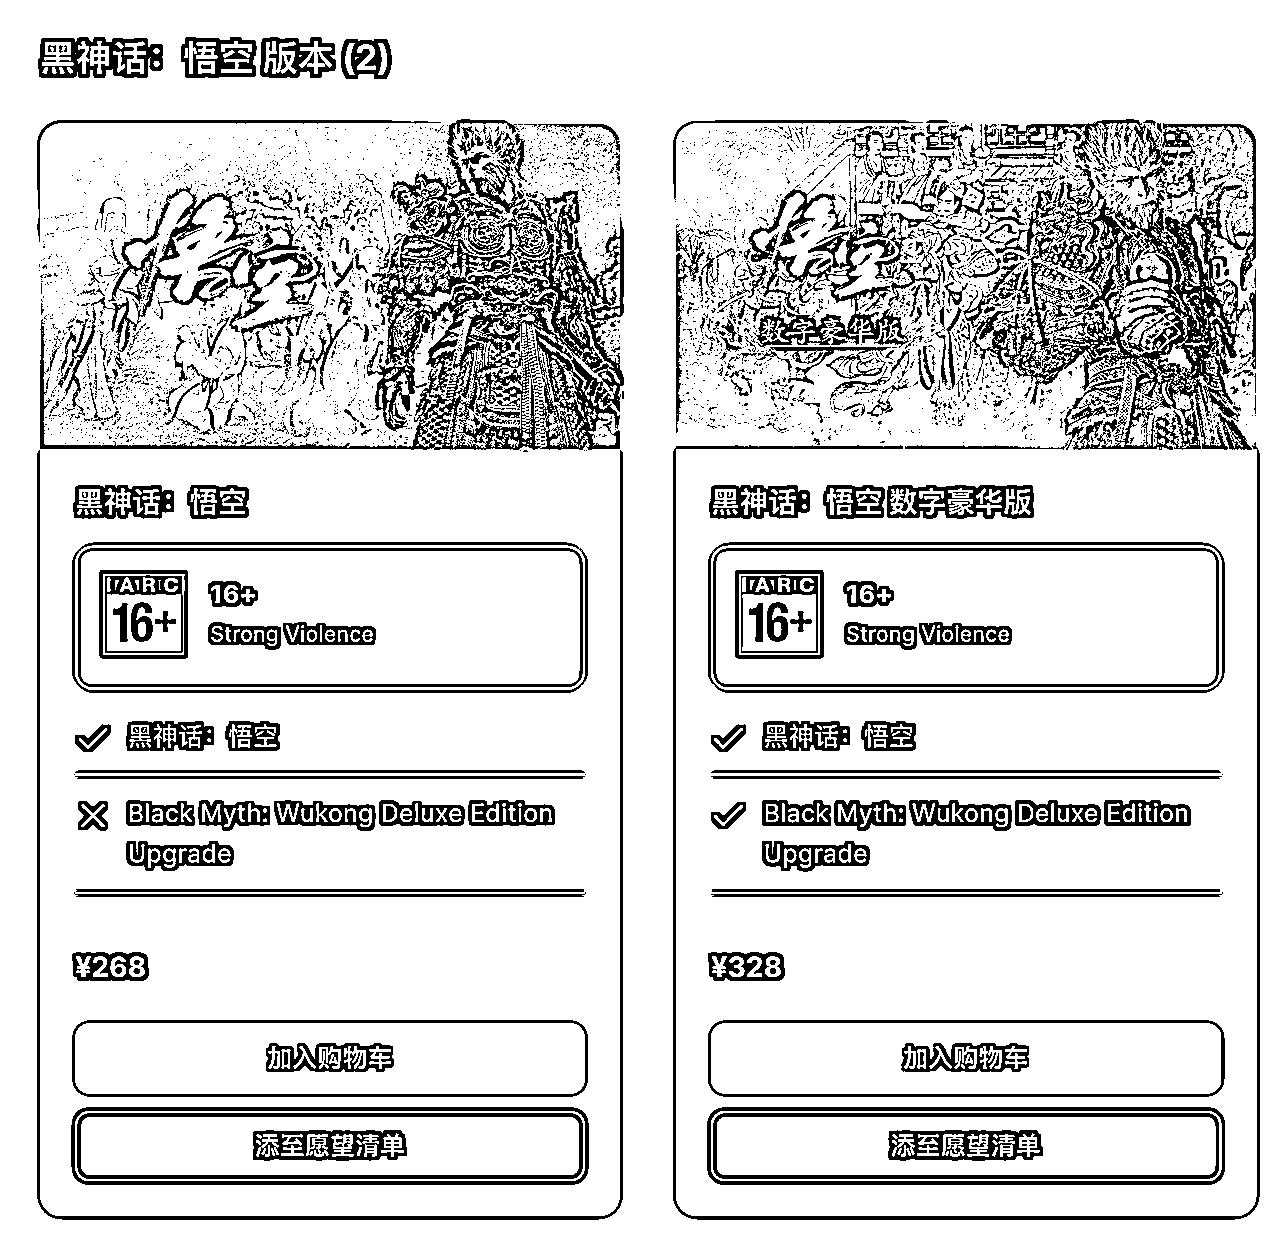 黑神话：悟空 版本 (2)
悟空
黑神话：悟空
IARC
16+
16+
Strong Violence
黑神话：悟空
Black Myth: Wukong Deluxe Edition
Upgrade
¥268
加入购物车
添至愿望清单
悟空
数字豪华版
黑神话：悟空 数字豪华版
IARC
16+
16+
Strong Violence
黑神话：悟空
Black Myth: Wukong Deluxe Edition
Upgrade
¥328
加入购物车
添至愿望清单